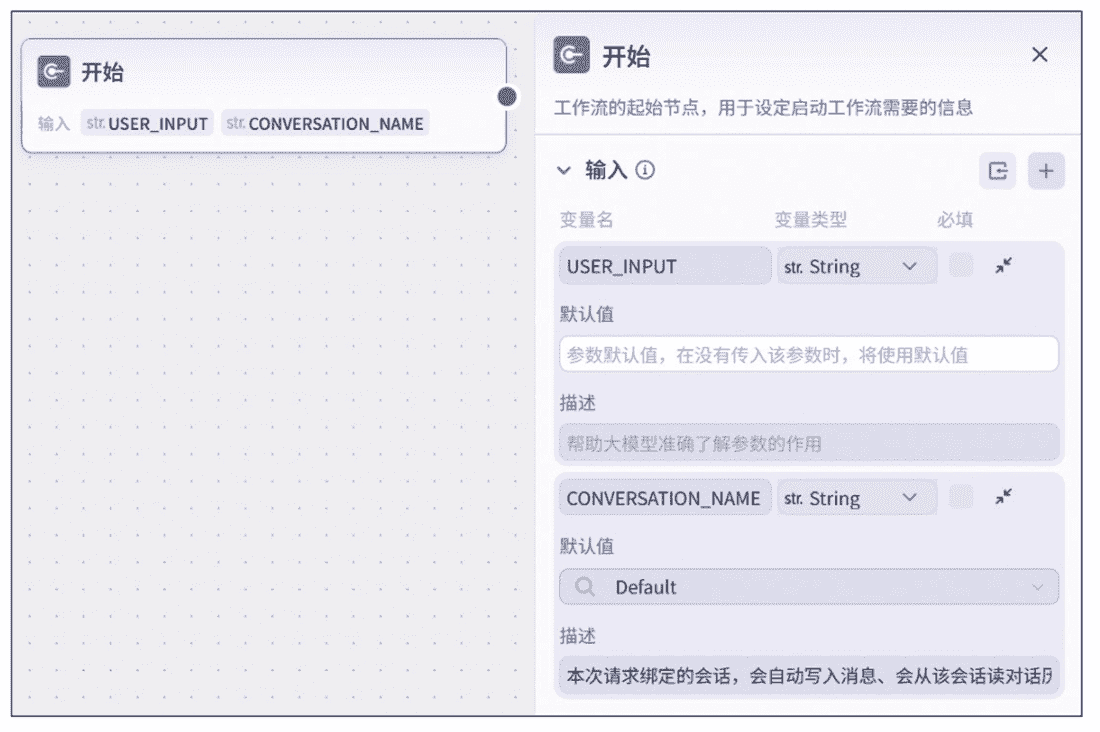 开始
输入 str. USER_INPUT str. CONVERSATION_NAME
开始
工作流的起始节点，用于设定启动工作流需要的信息
输入
变量名 变量类型 必填
USER_INPUT str. String
默认值
参数默认值，在没有传入该参数时，将使用默认值
描述
帮助大模型准确了解参数的作用
CONVERSATION_NAME str. String
默认值
Default
描述
本次请求绑定的会话，会自动写入消息、会从该会话读对话历